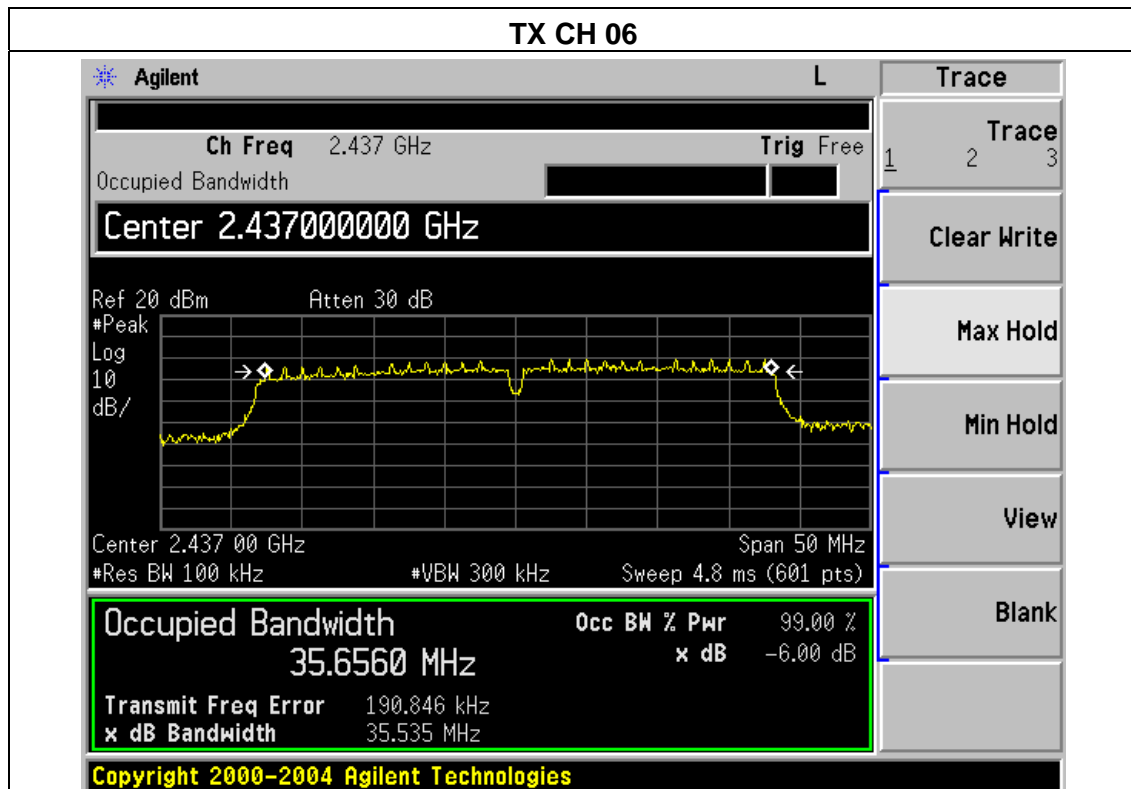 TX CH 06
Agilent L Trace
Ch Freq 2.437 GHz Trig Free
Occupied Bandwidth
Center 2.437000000 GHz
Ref 20 dBm Atten 30 dB
#Peak
Log
10
dB/
Center 2.437 00 GHz Span 50 MHz
#Res BW 100 kHz #VBW 300 kHz Sweep 4.8 ms (601 pts)
Occupied Bandwidth Occ BW % Pwr 99.00 %
35.6560 MHz x dB -6.00 dB
Transmit Freq Error 190.846 kHz
x dB Bandwidth 35.535 MHz
Copyright 2000-2004 Agilent Technologies
Trace
1 2 3
Clear Write
Max Hold
Min Hold
View
Blank